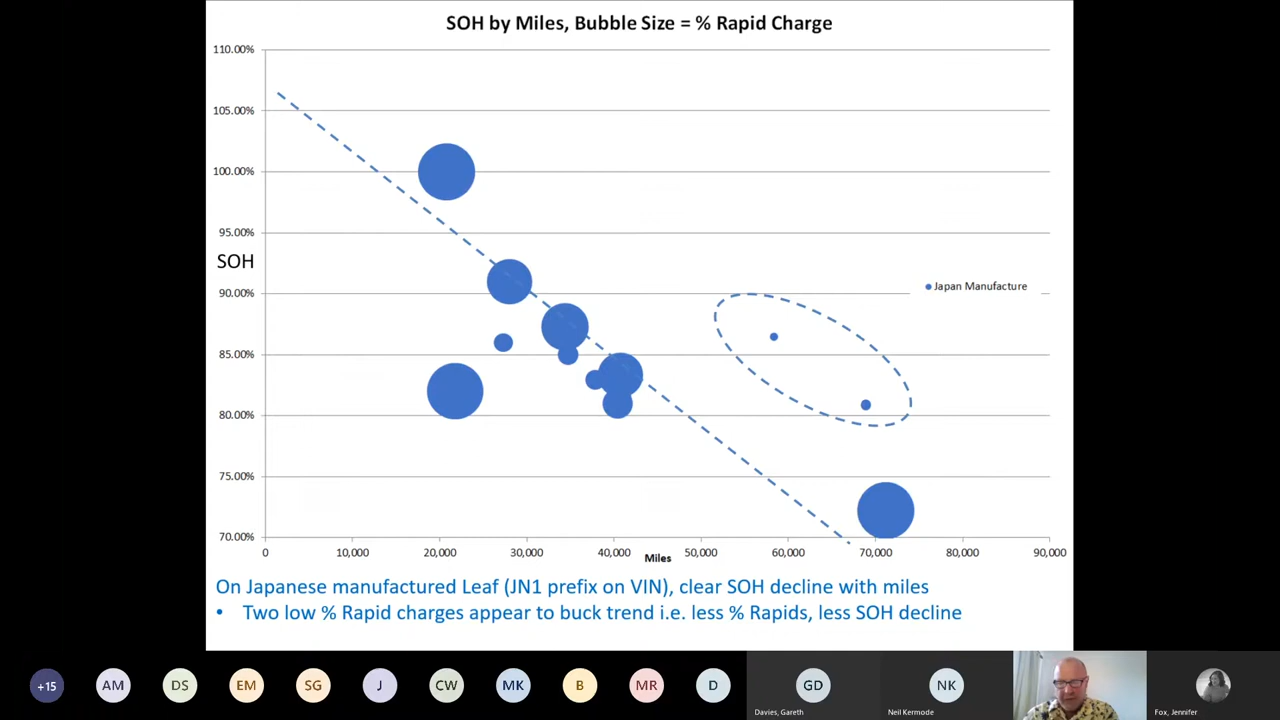 SOH by Miles, Bubble Size = % Rapid Charge
110.00%
105.00%
100.00%
95.00%
SOH
90.00%
Japan Manufacture
85.00%
80.00%
75.00%
70.00%
0 10,000 20,000 30,000 40,000 50,000 60,000 70,000 80,000 90,000
Miles
On Japanese manufactured Leaf (JN1 prefix on VIN), clear SOH decline with miles
• Two low % Rapid charges appear to buck trend i.e. less % Rapids, less SOH decline
+15 AM DS EM SG J CW MK B MR D GD NK
Davies, Gareth Neil Kermode Fox, Jennifer